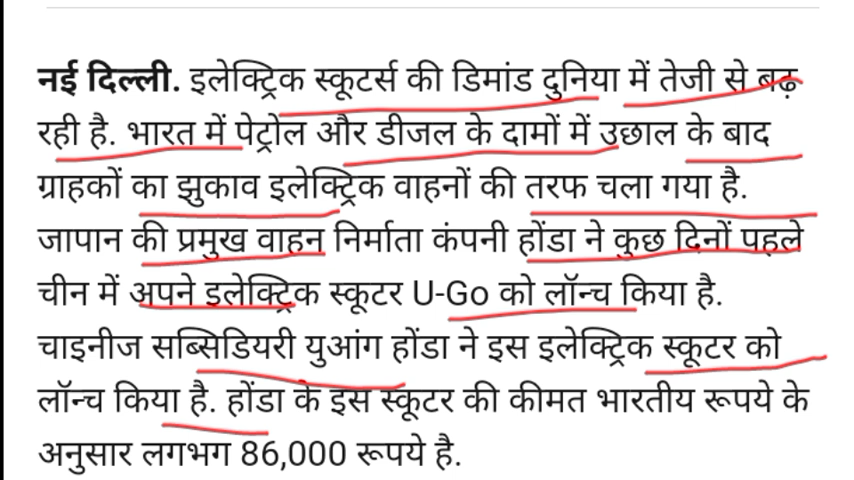 नई दिल्ली. इलेक्ट्रिक स्कूटर्स की डिमांड दुनिया में तेजी से बढ़
रही है. भारत में पेट्रोल और डीजल के दामों में उछाल के बाद
ग्राहकों का झुकाव इलेक्ट्रिक वाहनों की तरफ चला गया है.
जापान की प्रमुख वाहन निर्माता कंपनी होंडा ने कुछ दिनों पहले
चीन में अपने इलेक्ट्रिक स्कूटर U-Go को लॉन्च किया है.
चाइनीज सब्सिडियरी युआंग होंडा ने इस इलेक्ट्रिक स्कूटर को
लॉन्च किया है. होंडा के इस स्कूटर की कीमत भारतीय रूपये के
अनुसार लगभग 86,000 रूपये है.